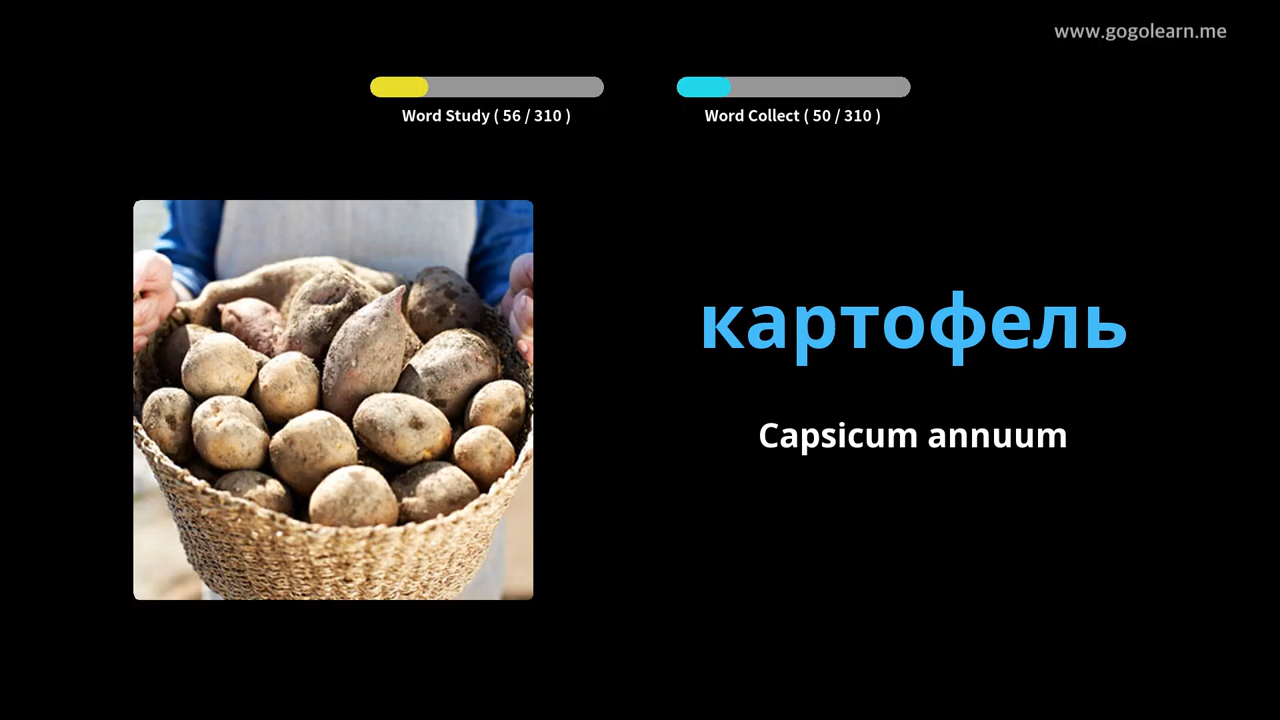 www.gogolearn.me
Word Study ( 56 / 310 )
Word Collect ( 50 / 310 )
картофель
Capsicum annuum